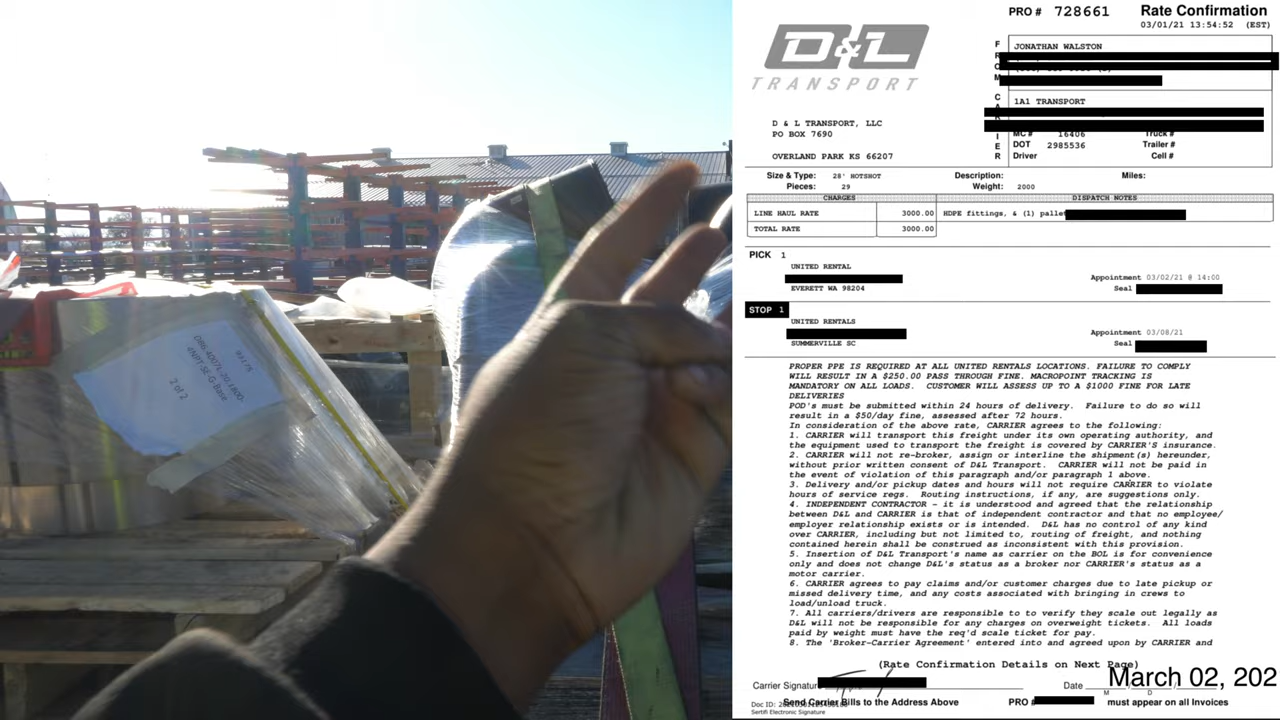 PRO # 728661 Rate Confirmation
03/01/21 13:54:52 (EST)
D&L
TRANSPORT
FROM
JONATHAN WALSTON
CARRIER
1A1 TRANSPORT
D & L TRANSPORT, LLC
PO BOX 7690
OVERLAND PARK KS 66207
MC # 16406 Truck #
DOT 2985536 Trailer #
Driver Cell #
Size & Type: 28' HOTSHOT Description: Miles:
Pieces: 29 Weight: 2000
CHARGES DISPATCH NOTES
LINE HAUL RATE 3000.00 HDPE fittings, & (1) pallet
TOTAL RATE 3000.00
PICK 1
UNITED RENTAL
Appointment 03/02/21 @ 14:00
EVERETT WA 98204 Seal
STOP 1
UNITED RENTALS
Appointment 03/08/21
SUMMERVILLE SC Seal
PROPER PPE IS REQUIRED AT ALL UNITED RENTALS LOCATIONS. FAILURE TO COMPLY
WILL RESULT IN A $250.00 PASS THROUGH FINE. MACROPOINT TRACKING IS
MANDATORY ON ALL LOADS. CUSTOMER WILL ASSESS UP TO A $1000 FINE FOR LATE
DELIVERIES
POD's must be submitted within 24 hours of delivery. Failure to do so will
result in a $50/day fine, assessed after 72 hours.
In consideration of the above rate, CARRIER agrees to the following:
1. CARRIER will transport this freight under its own operating authority, and
the equipment used to transport the freight is covered by CARRIER'S insurance.
2. CARRIER will not re-broker, assign or interline the shipment(s) hereunder,
without prior written consent of D&L Transport. CARRIER will not be paid in
the event of violation of this paragraph and/or paragraph 1 above.
3. Delivery and/or pickup dates and hours will not require CARRIER to violate
hours of service regs. Routing instructions, if any, are suggestions only.
4. INDEPENDENT CONTRACTOR - it is understood and agreed that the relationship
between D&L and CARRIER is that of independent contractor and that no employee/
employer relationship exists or is intended. D&L has no control of any kind
over CARRIER, including but not limited to, routing of freight, and nothing
contained herein shall be construed as inconsistent with this provision.
5. Insertion of D&L Transport's name as carrier on the BOL is for convenience
only and does not change D&L's status as a broker nor CARRIER's status as a
motor carrier.
6. CARRIER agrees to pay claims and/or customer charges due to late pickup or
missed delivery time, and any costs associated with bringing in crews to
load/unload truck.
7. All carriers/drivers are responsible to to verify they scale out legally as
D&L will not be responsible for any charges on overweight tickets. All loads
paid by weight must have the req'd scale ticket for pay.
8. The 'Broker-Carrier Agreement' entered into and agreed upon by CARRIER and
(Rate Confirmation Details on Next Page)
Carrier Signature Date March 02, 202
M D
Send Carrier Bills to the Address Above PRO # must appear on all Invoices
Doc ID:
Sertifi Electronic Signature
2 of 2